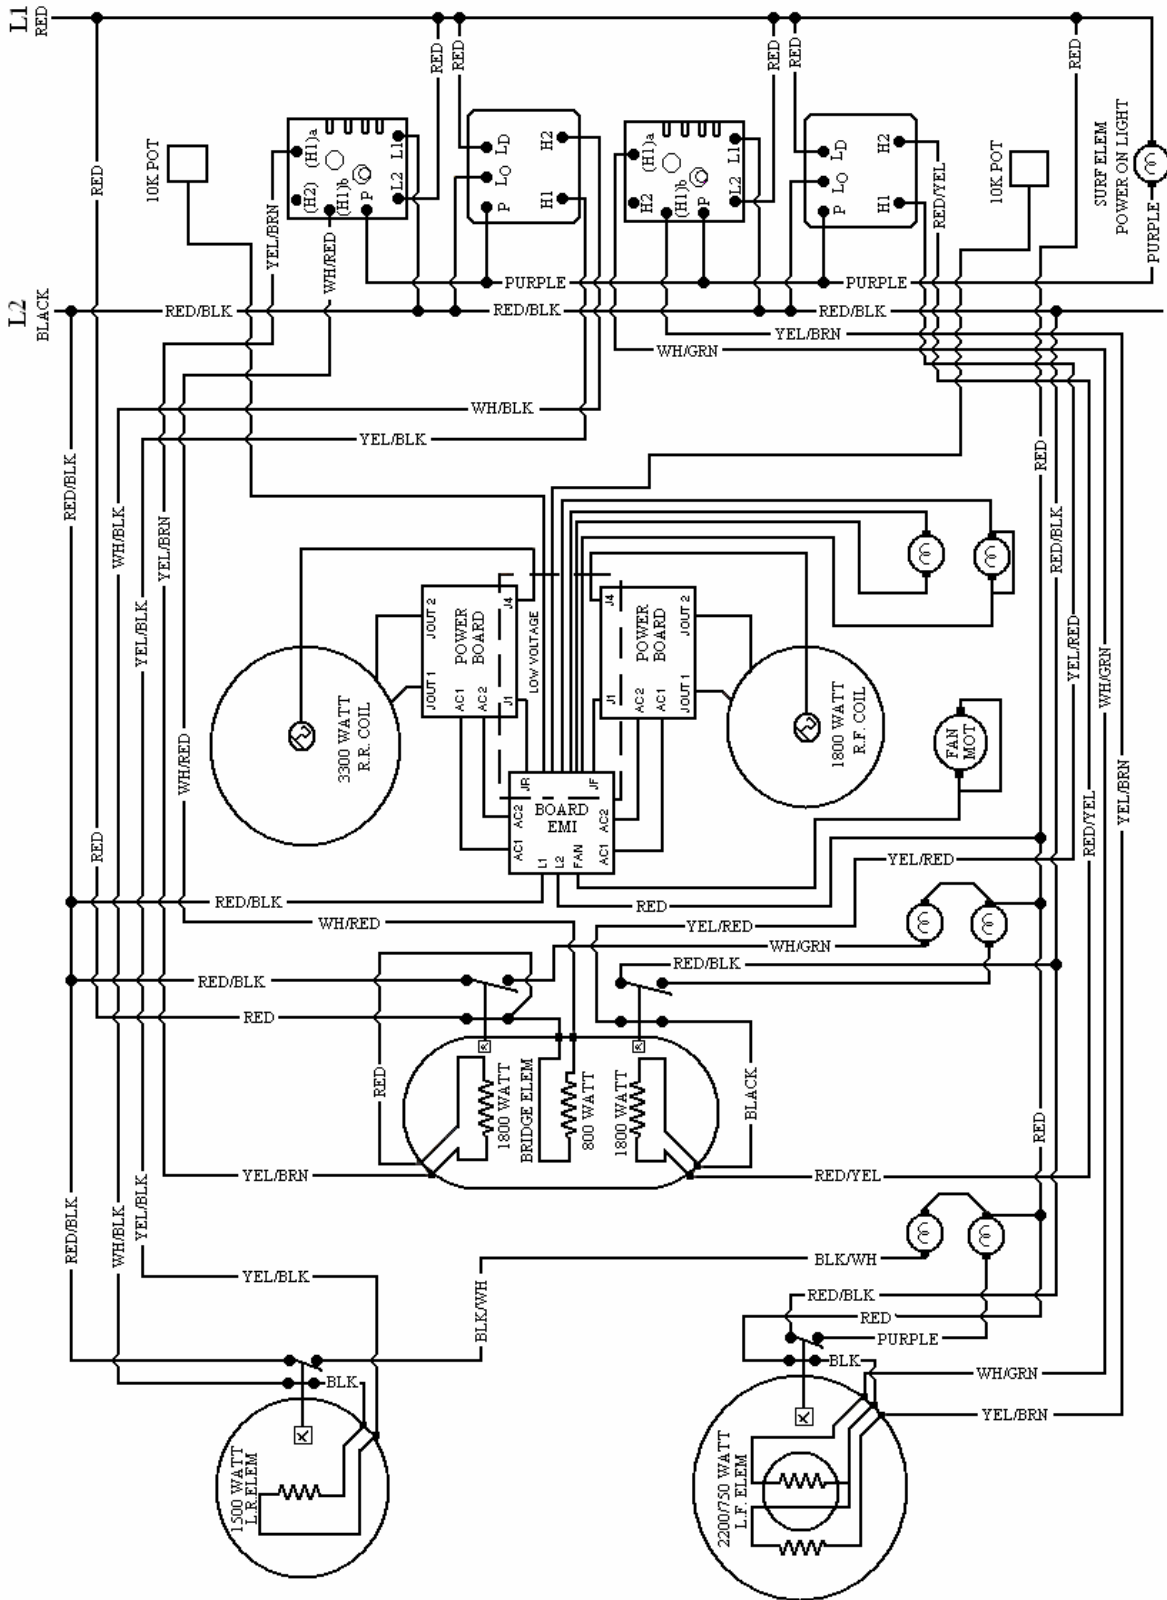 L1
RED
RED
RED
RED
RED
RED
RED
10K POT
(H1)a
(H2)
(H1)b
P
L1
L2
LD
LO
P
H2
H1
(H1)a
H2
(H1)b
P
L1
L2
LD
LO
P
H2
H1
10K POT
SURF ELEM
POWER ON LIGHT
PURPLE
YEL/BRN
WH/RED
RED/YEL
PURPLE
PURPLE
L2
BLACK
RED/BLK
RED/BLK
RED/BLK
YEL/BRN
WH/GRN
WH/BLK
YEL/BLK
RED/BLK
WH/BLK
YEL/BRN
RED
RED/BLK
YEL/BLK
WH/RED
3300 WATT
R.R. COIL
JOUT 2
JOUT 1
POWER
BOARD
AC1
AC2
J4
J1
LOW VOLTAGE
J4
J1
POWER
BOARD
AC2
AC1
JOUT 2
JOUT 1
1800 WATT
R.F. COIL
FAN
MOT
YEL/RED
WH/GRN
YEL/BRN
RED/YEL
JR
JF
BOARD
EMI
AC2
AC1
L1
L2
FAN
AC2
AC1
RED
YEL/RED
RED/BLK
RED
WH/RED
YEL/RED
WH/GRN
RED/BLK
RED/BLK
RED
RED
1800 WATT
BRIDGE ELEM
800 WATT
1800 WATT
BLACK
RED
YEL/BRN
RED/YEL
RED/BLK
WH/BLK
YEL/BLK
YEL/BLK
BLK/WH
BLK/WH
RED/BLK
RED
PURPLE
BLK
BLK
WH/GRN
YEL/BRN
1500 WATT
L.R. ELEM
2200/750 WATT
L.F. ELEM